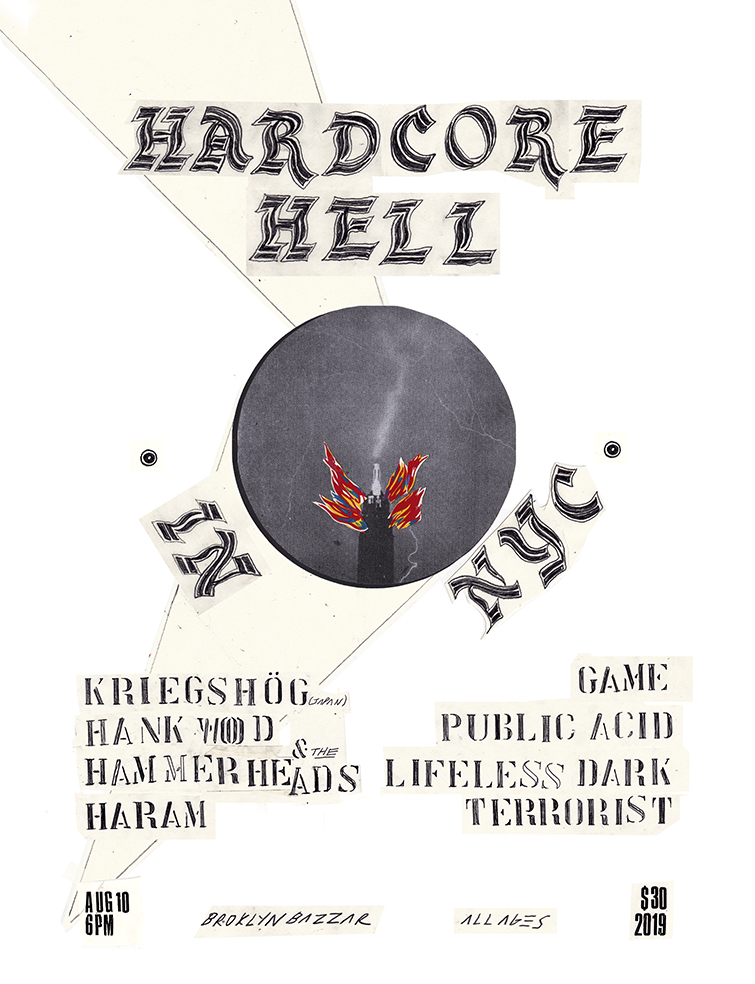 HARDCORE
HELL
IN
NYC
KRIEGSHÖG (JAPAN)
HANK WOOD
& THE
HAMMERHEADS
HARAM
GAME
PUBLIC ACID
LIFELESS DARK
TERRORIST
AUG 10
6PM
BROKLYN BAZZAR
ALL AGES
$30
2019